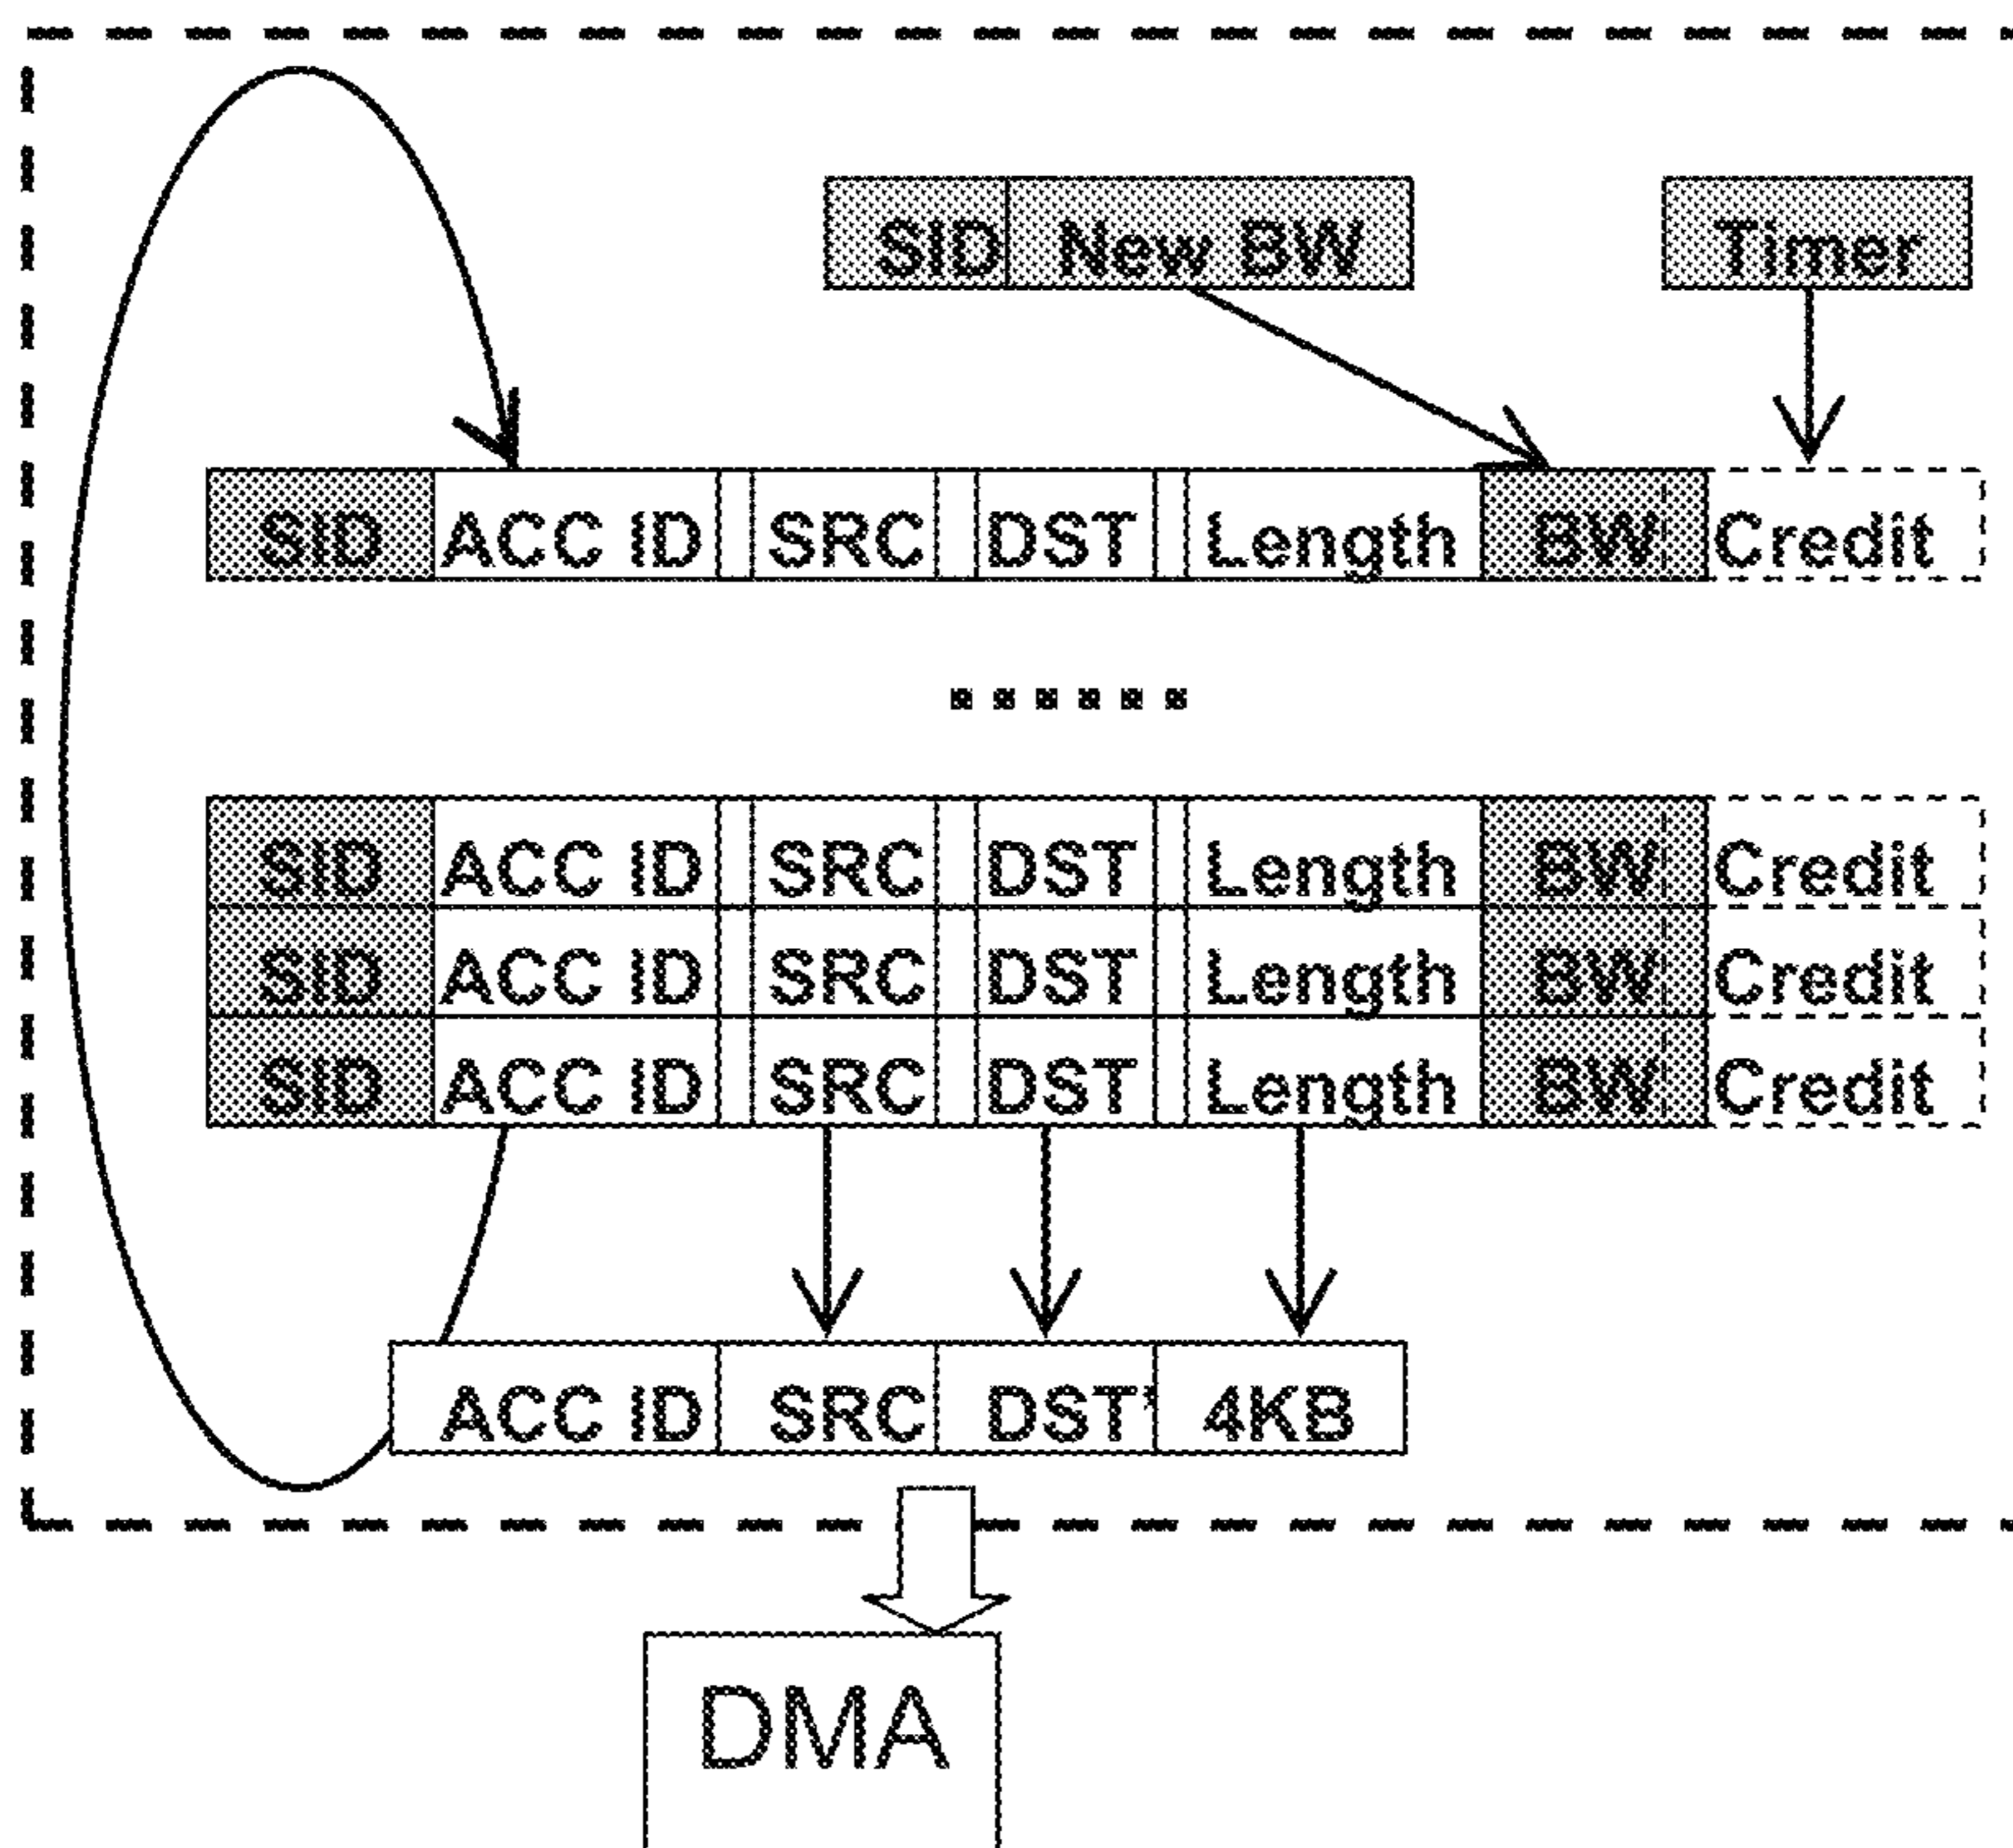 SID New BW Timer
SID ACC ID SRC DST Length BW Credit
......
SID ACC ID SRC DST Length BW Credit
SID ACC ID SRC DST Length BW Credit
SID ACC ID SRC DST Length BW Credit
ACC ID SRC DST' 4KB
DMA